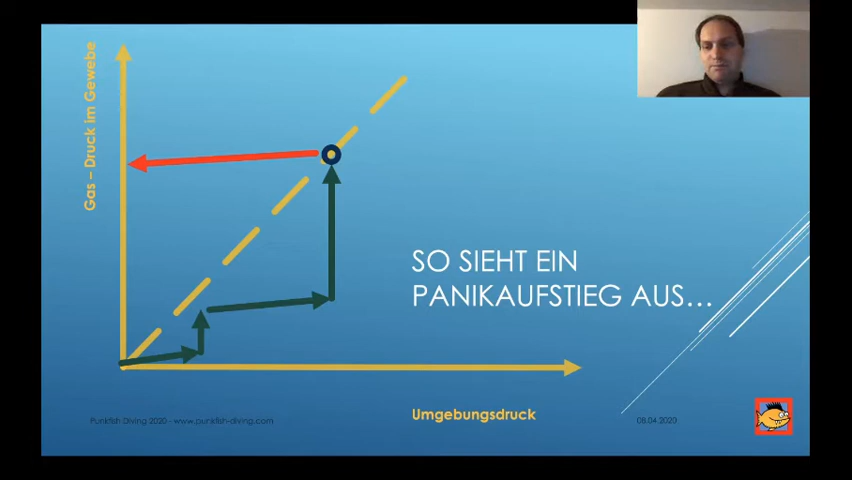 Gas – Druck im Gewebe
SO SIEHT EIN
PANIKAUFSTIEG AUS...
Umgebungsdruck
Punkfish Diving 2020 - www.punkfish-diving.com
08.04.2020